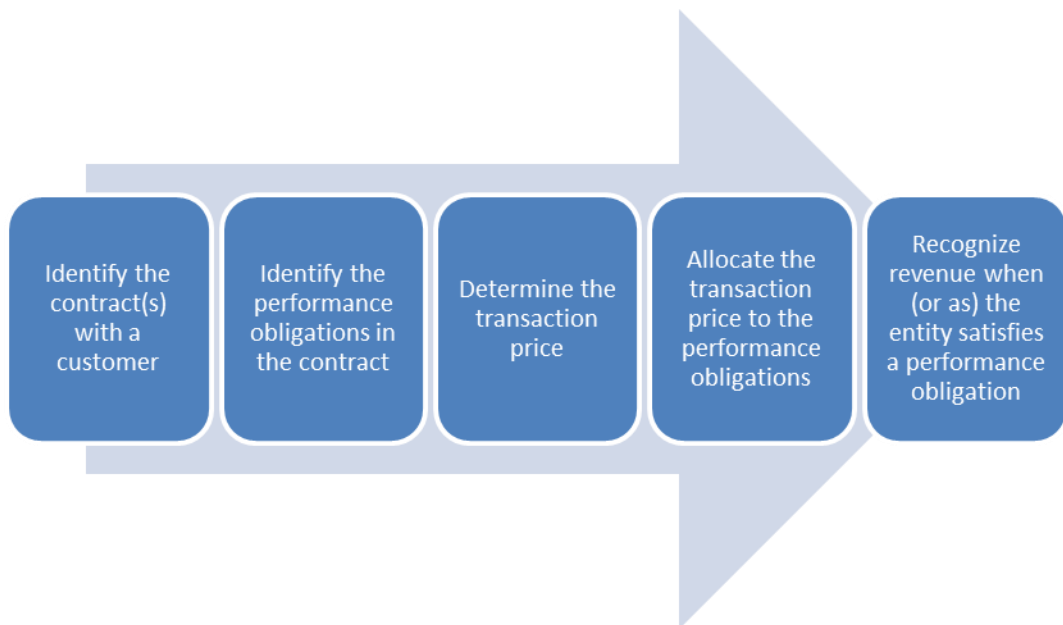 Identify the
contract(s)
with a
customer
Identify the
performance
obligations in
the contract
Determine the
transaction
price
Allocate the
transaction
price to the
performance
obligations
Recognize
revenue when
(or as) the
entity satisfies
a performance
obligation